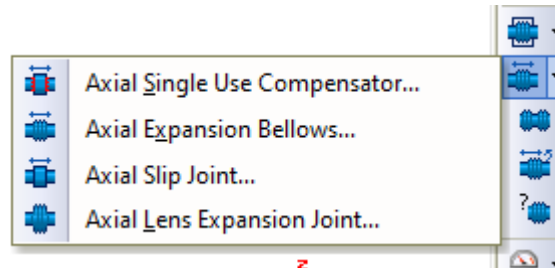 Axial Single Use Compensator...
Axial Expansion Bellows...
Axial Slip Joint...
Axial Lens Expansion Joint...
?